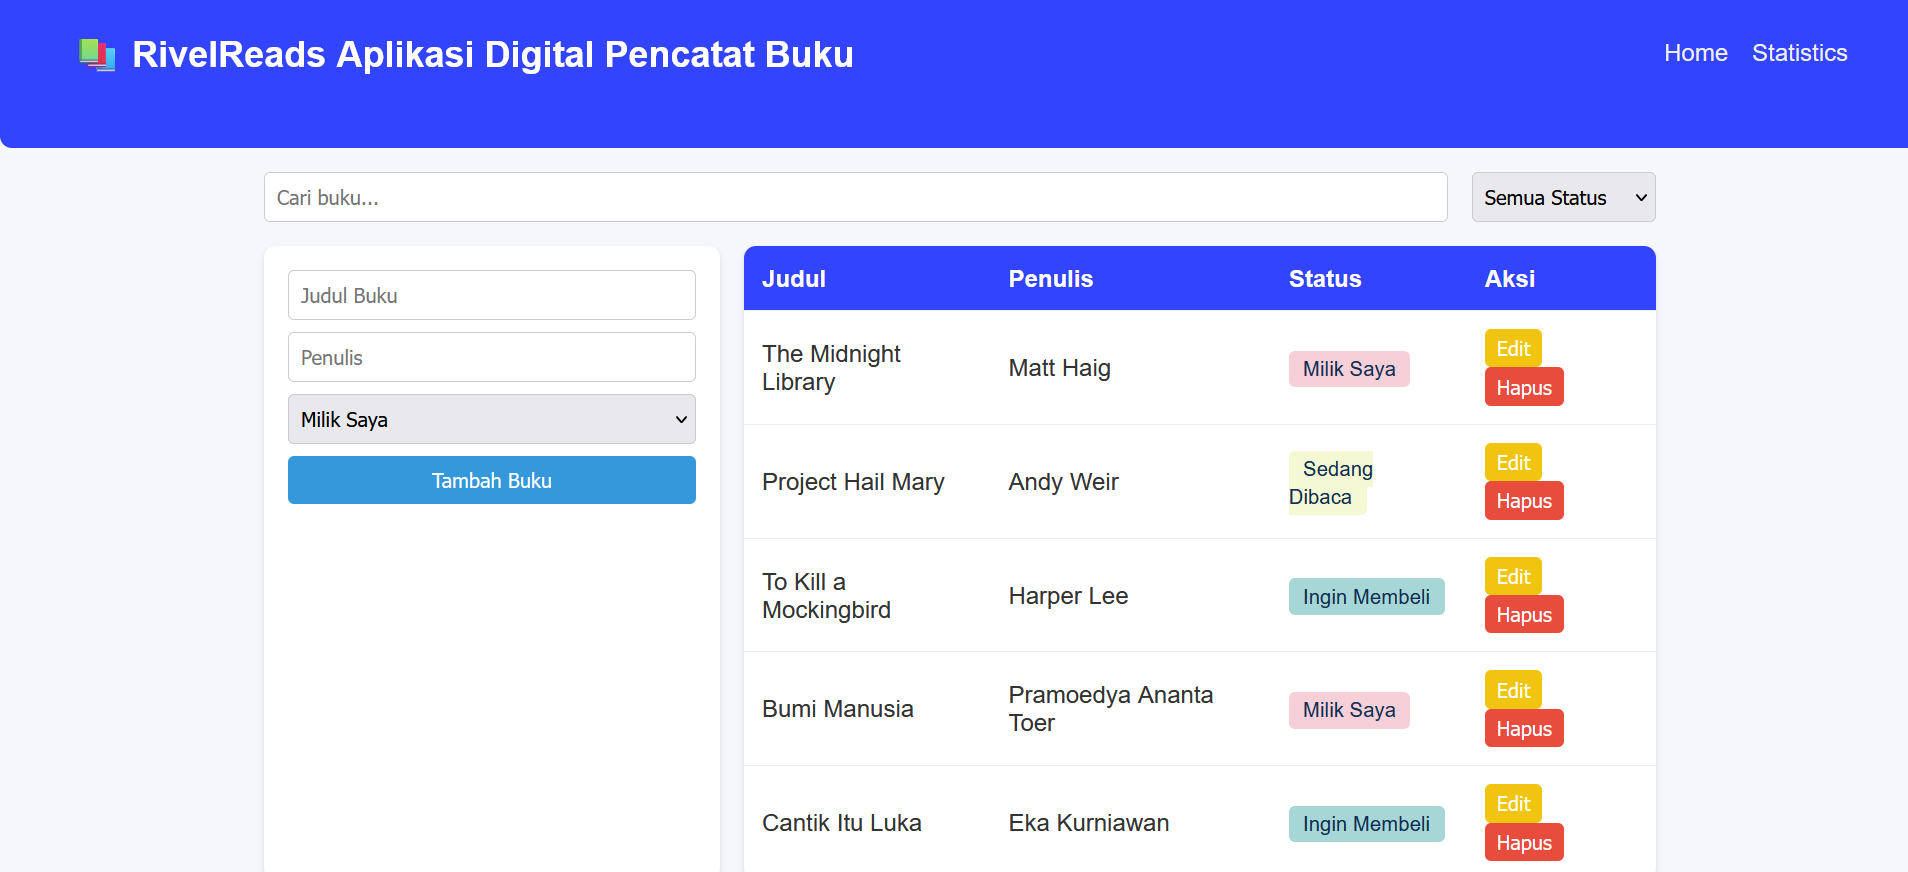 RivelReads Aplikasi Digital Pencatat Buku
Home Statistics
Cari buku...
Semua Status
Judul Buku
Penulis
Milik Saya
Tambah Buku
Judul Penulis Status Aksi
The Midnight
Library
Matt Haig
Milik Saya
Edit
Hapus
Project Hail Mary
Andy Weir
Sedang
Dibaca
Edit
Hapus
To Kill a
Mockingbird
Harper Lee
Ingin Membeli
Edit
Hapus
Bumi Manusia
Pramoedya Ananta
Toer
Milik Saya
Edit
Hapus
Cantik Itu Luka
Eka Kurniawan
Ingin Membeli
Edit
Hapus